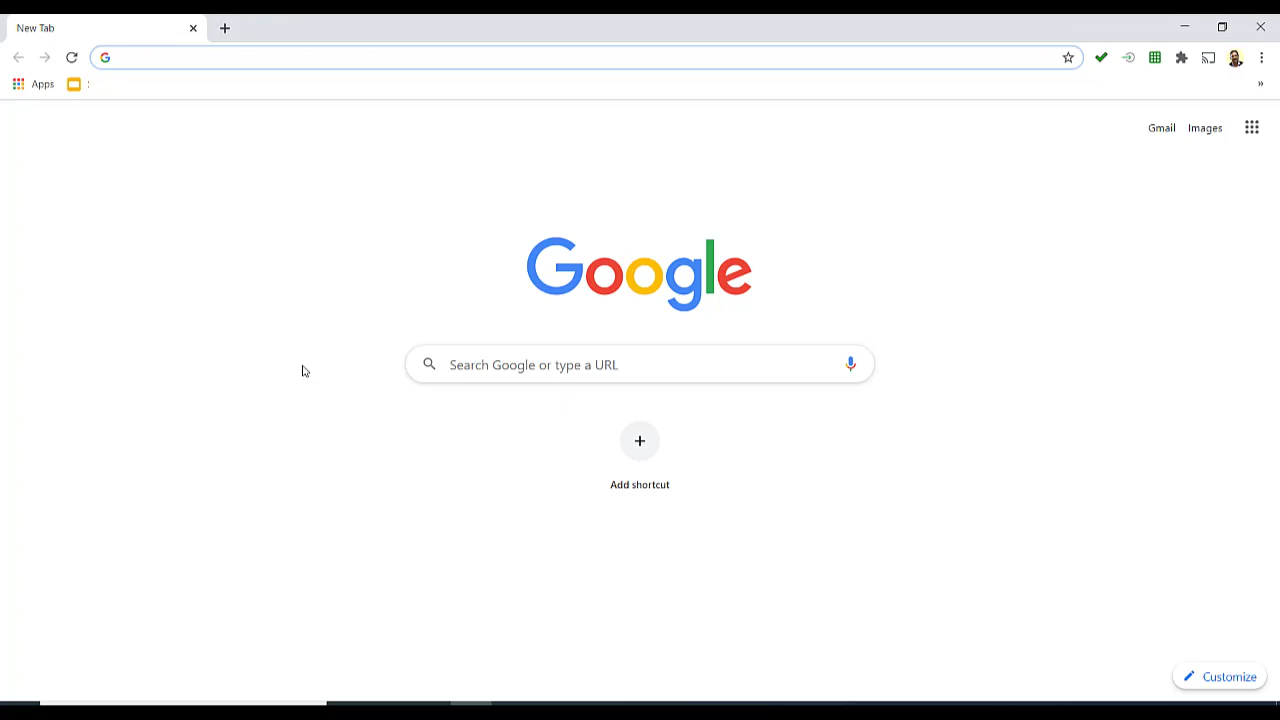 New Tab
Apps
:
Gmail Images
Google
Search Google or type a URL
Add shortcut
Customize